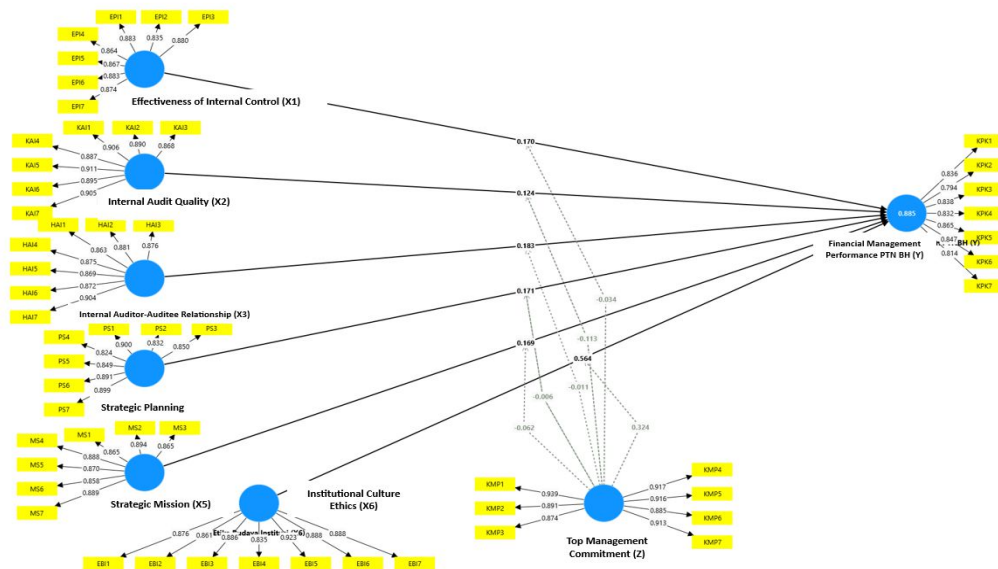 EPI1 EPI2 EPI3
EPI4
0.883 0.835 0.880
0.864
EPI5
0.867
EPI6
0.883
0.874
EPI7
Effectiveness of Internal Control (X1)
KAI1 KAI2 KAI3
KAI4
0.906 0.890 0.868
0.887
KAI5
0.911
KAI6
0.895
0.905
KAI7
Internal Audit Quality (X2)
HAI1 HAI2 HAI3
HAI4
0.863 0.881 0.876
0.875
HAI5
0.869
HAI6
0.872
0.904
HAI7
Internal Auditor-Auditee Relationship (X3)
PS1 PS2 PS3
PS4
0.900 0.832 0.850
0.824
PS5
0.849
PS6
0.891
0.899
PS7
Strategic Planning
MS1 MS2 MS3
MS4
0.865 0.894 0.865
0.888
MS5
0.870
MS6
0.858
0.889
MS7
Strategic Mission (X5)
Institutional Culture
Ethics (X6)
0.876 0.861 0.886 0.835 0.923 0.888 0.888
EBI1 EBI2 EBI3 EBI4 EBI5 EBI6 EBI7
0.170
0.124
0.183
0.171
0.169
0.564
-0.034
-0.113
-0.011
-0.006
-0.062
0.324
0.885
Financial Management
Performance PTN BH (Y)
BH (Y)
KPK1
0.836
KPK2
0.794
KPK3
0.838
KPK4
0.832
0.865
KPK5
0.847
KPK6
0.814
KPK7
KMP1
0.939
KMP2
0.891
KMP3
0.874
KMP4
0.917
KMP5
0.916
KMP6
0.885
KMP7
0.913
Top Management
Commitment (Z)